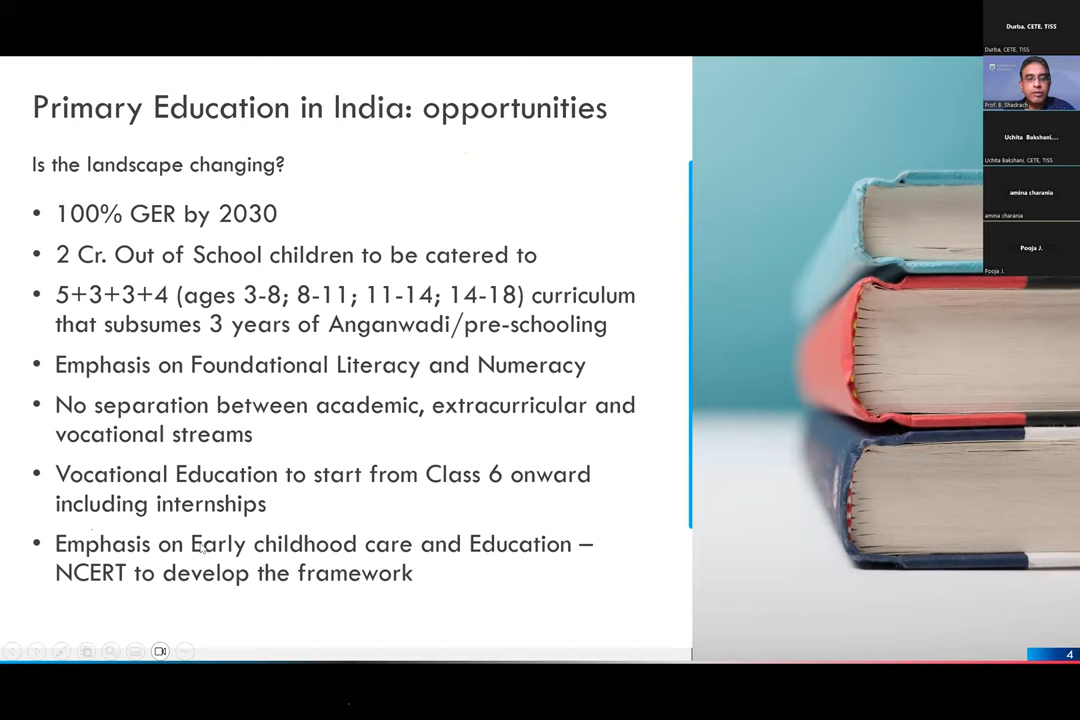 Primary Education in India: opportunities
Is the landscape changing?
• 100% GER by 2030
• 2 Cr. Out of School children to be catered to
• 5+3+3+4 (ages 3-8; 8-11; 11-14; 14-18) curriculum
that subsumes 3 years of Anganwadi/pre-schooling
• Emphasis on Foundational Literacy and Numeracy
• No separation between academic, extracurricular and
vocational streams
• Vocational Education to start from Class 6 onward
including internships
• Emphasis on Early childhood care and Education –
NCERT to develop the framework
4
Durba, CETE, TISS
Durba, CETE, TISS
Prof. B. Shadrach
Uchita Bakshani,...
Uchita Bakshani, CETE, TISS
amina charania
amina charania
Pooja J.
Pooja J.